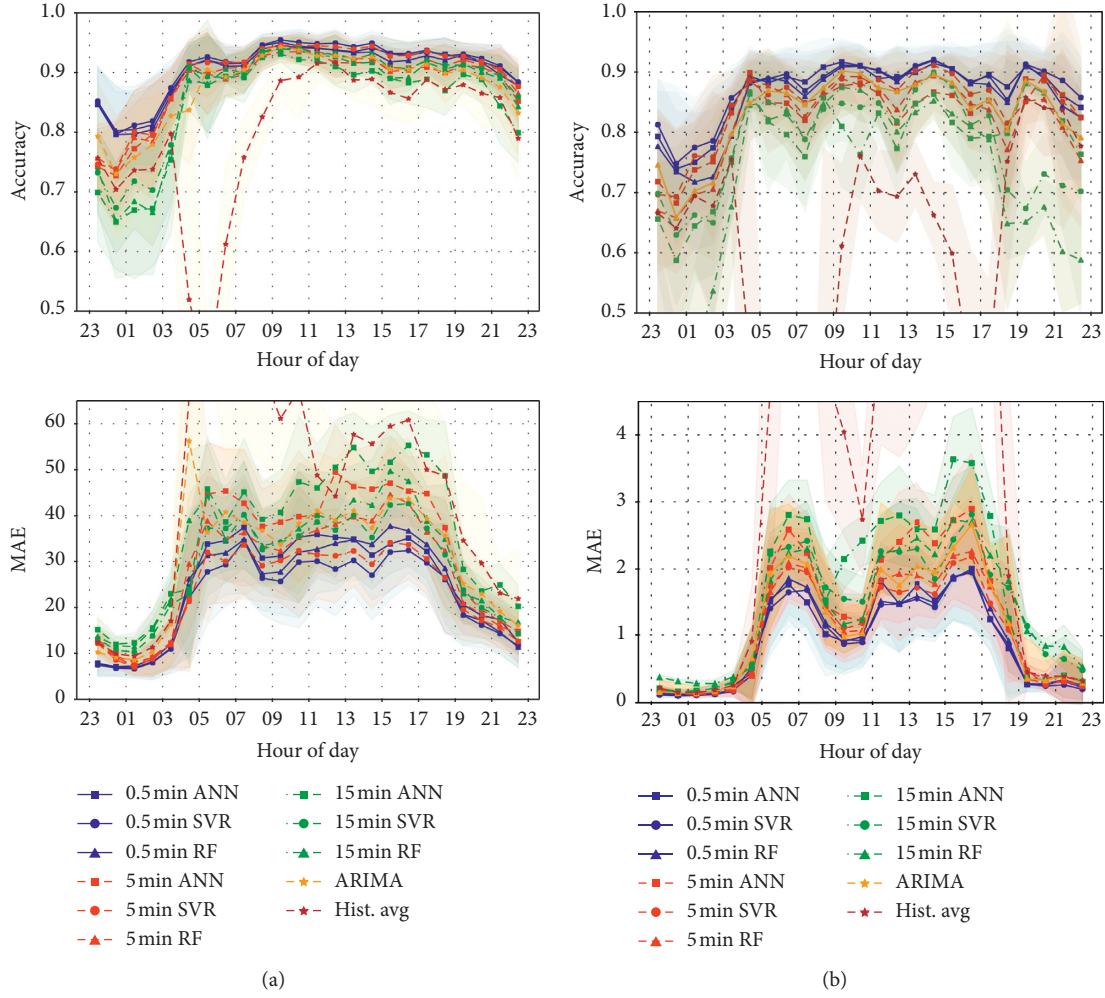 1.0
0.9
0.8
0.7
0.6
0.5
Accuracy
23 01 03 05 07 09 11 13 15 17 19 21 23
Hour of day
60
50
40
30
20
10
0
MAE
23 01 03 05 07 09 11 13 15 17 19 21 23
Hour of day
0.5 min ANN
0.5 min SVR
0.5 min RF
5 min ANN
5 min SVR
5 min RF
15 min ANN
15 min SVR
15 min RF
ARIMA
Hist. avg
(a)
1.0
0.9
0.8
0.7
0.6
0.5
Accuracy
23 01 03 05 07 09 11 13 15 17 19 21 23
Hour of day
4
3
2
1
0
MAE
23 01 03 05 07 09 11 13 15 17 19 21 23
Hour of day
0.5 min ANN
0.5 min SVR
0.5 min RF
5 min ANN
5 min SVR
5 min RF
15 min ANN
15 min SVR
15 min RF
ARIMA
Hist. avg
(b)